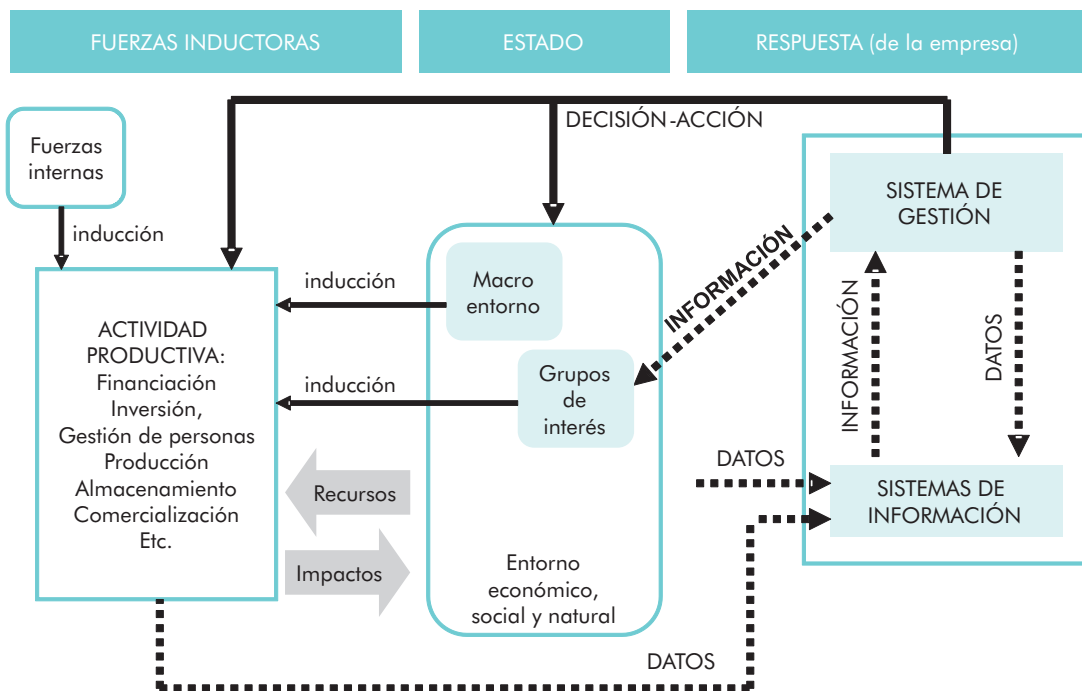 FUERZAS INDUCTORAS
ESTADO
RESPUESTA (de la empresa)
DECISIÓN-ACCIÓN
Fuerzas
internas
inducción
ACTIVIDAD
PRODUCTIVA:
Financiación
Inversión,
Gestión de personas
Producción
Almacenamiento
Comercialización
Etc.
inducción
inducción
Recursos
Impactos
Macro
entorno
Grupos
de
interés
Entorno
económico,
social y natural
INFORMACIÓN
SISTEMA DE
GESTIÓN
INFORMACIÓN
DATOS
DATOS
SISTEMAS DE
INFORMACIÓN
DATOS